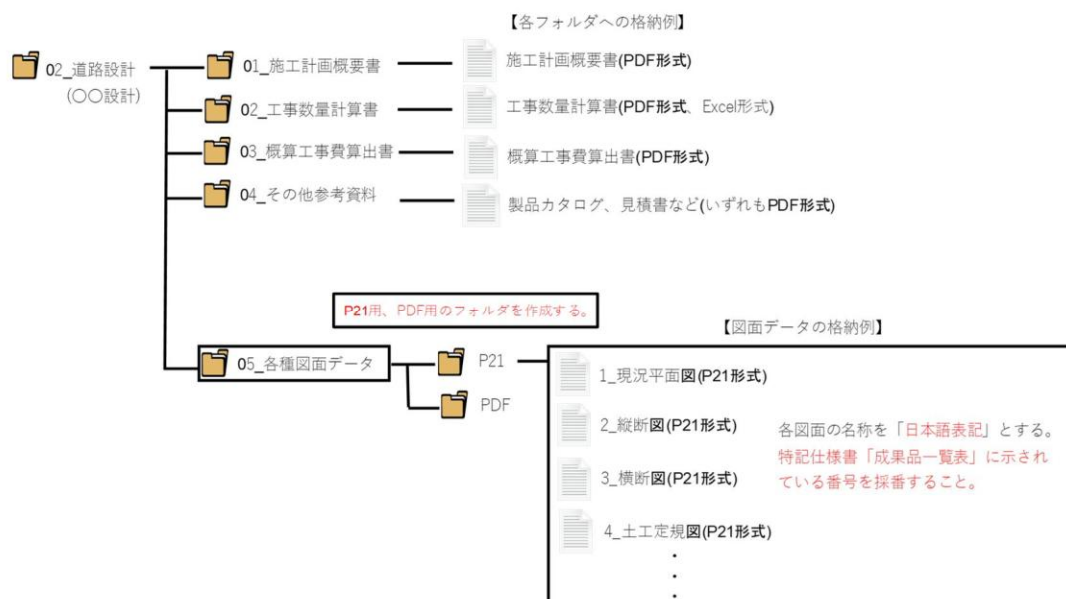 【各フォルダへの格納例】
02_道路設計
(〇〇設計)
01_施工計画概要書
施工計画概要書(PDF形式)
02_工事数量計算書
工事数量計算書(PDF形式、Excel形式)
03_概算工事費算出書
概算工事費算出書(PDF形式)
04_その他参考資料
製品カタログ、見積書など(いずれもPDF形式)
P21用、PDF用のフォルダを作成する。
【図面データの格納例】
05_各種図面データ
P21
PDF
1_現況平面図(P21形式)
2_縦断図(P21形式)
3_横断図(P21形式)
4_土工定規図(P21形式)
各図面の名称を「日本語表記」とする。
特記仕様書「成果品一覧表」に示され
ている番号を採番すること。